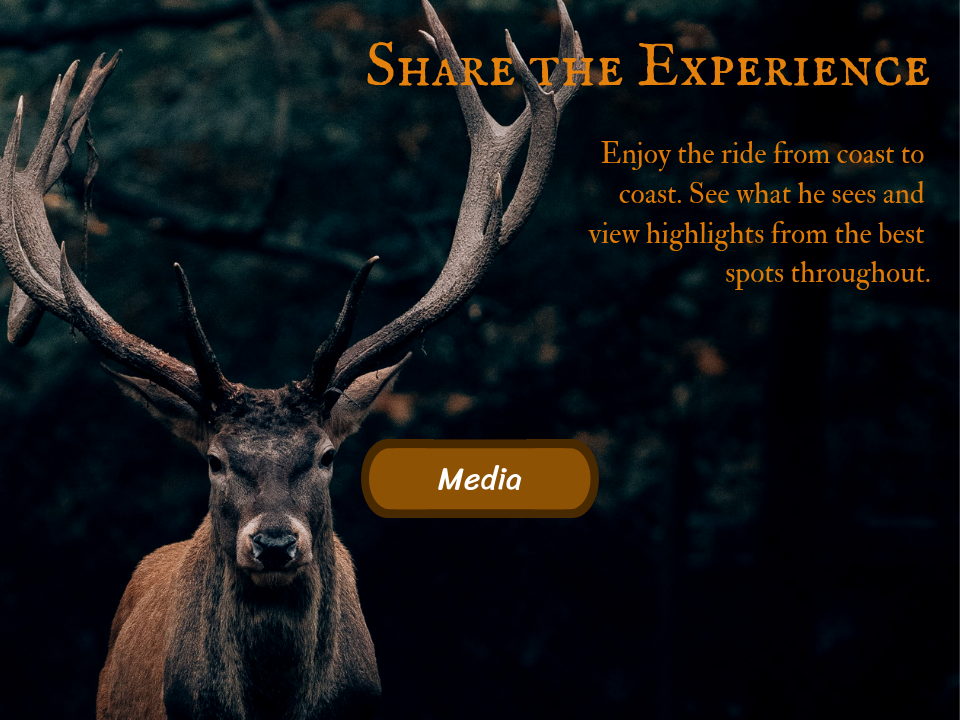 Share the Experience
Enjoy the ride from coast to
coast. See what he sees and
view highlights from the best
spots throughout.
Media